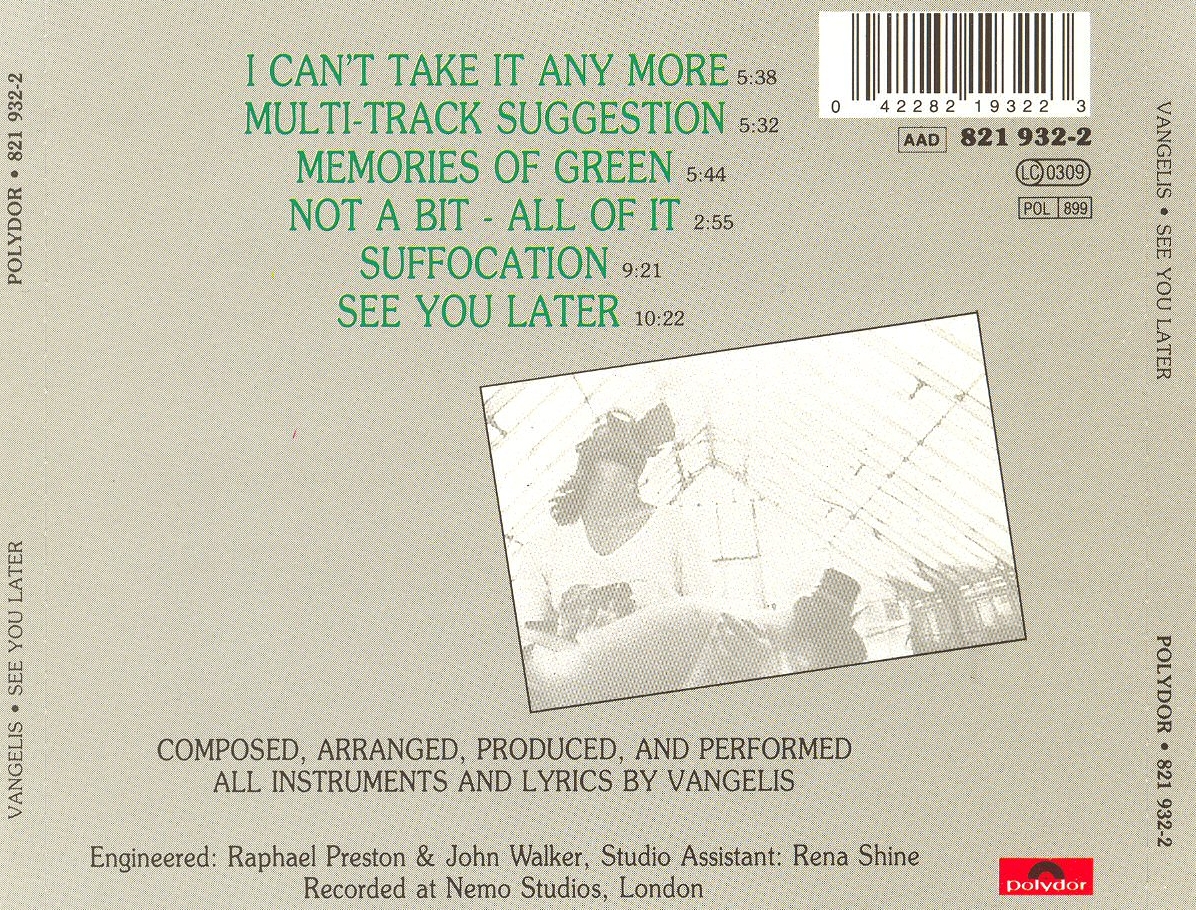 I CAN'T TAKE IT ANY MORE 5:38
MULTI-TRACK SUGGESTION 5:32
MEMORIES OF GREEN 5:44
NOT A BIT - ALL OF IT 2:55
SUFFOCATION 9:21
SEE YOU LATER 10:22
0 42282 19322 3
AAD 821 932-2
LC 0309
POL 899
POLYDOR • 821 932-2
VANGELIS • SEE YOU LATER
VANGELIS • SEE YOU LATER
POLYDOR • 821 932-2
COMPOSED, ARRANGED, PRODUCED, AND PERFORMED
ALL INSTRUMENTS AND LYRICS BY VANGELIS
Engineered: Raphael Preston & John Walker, Studio Assistant: Rena Shine
Recorded at Nemo Studios, London
polydor